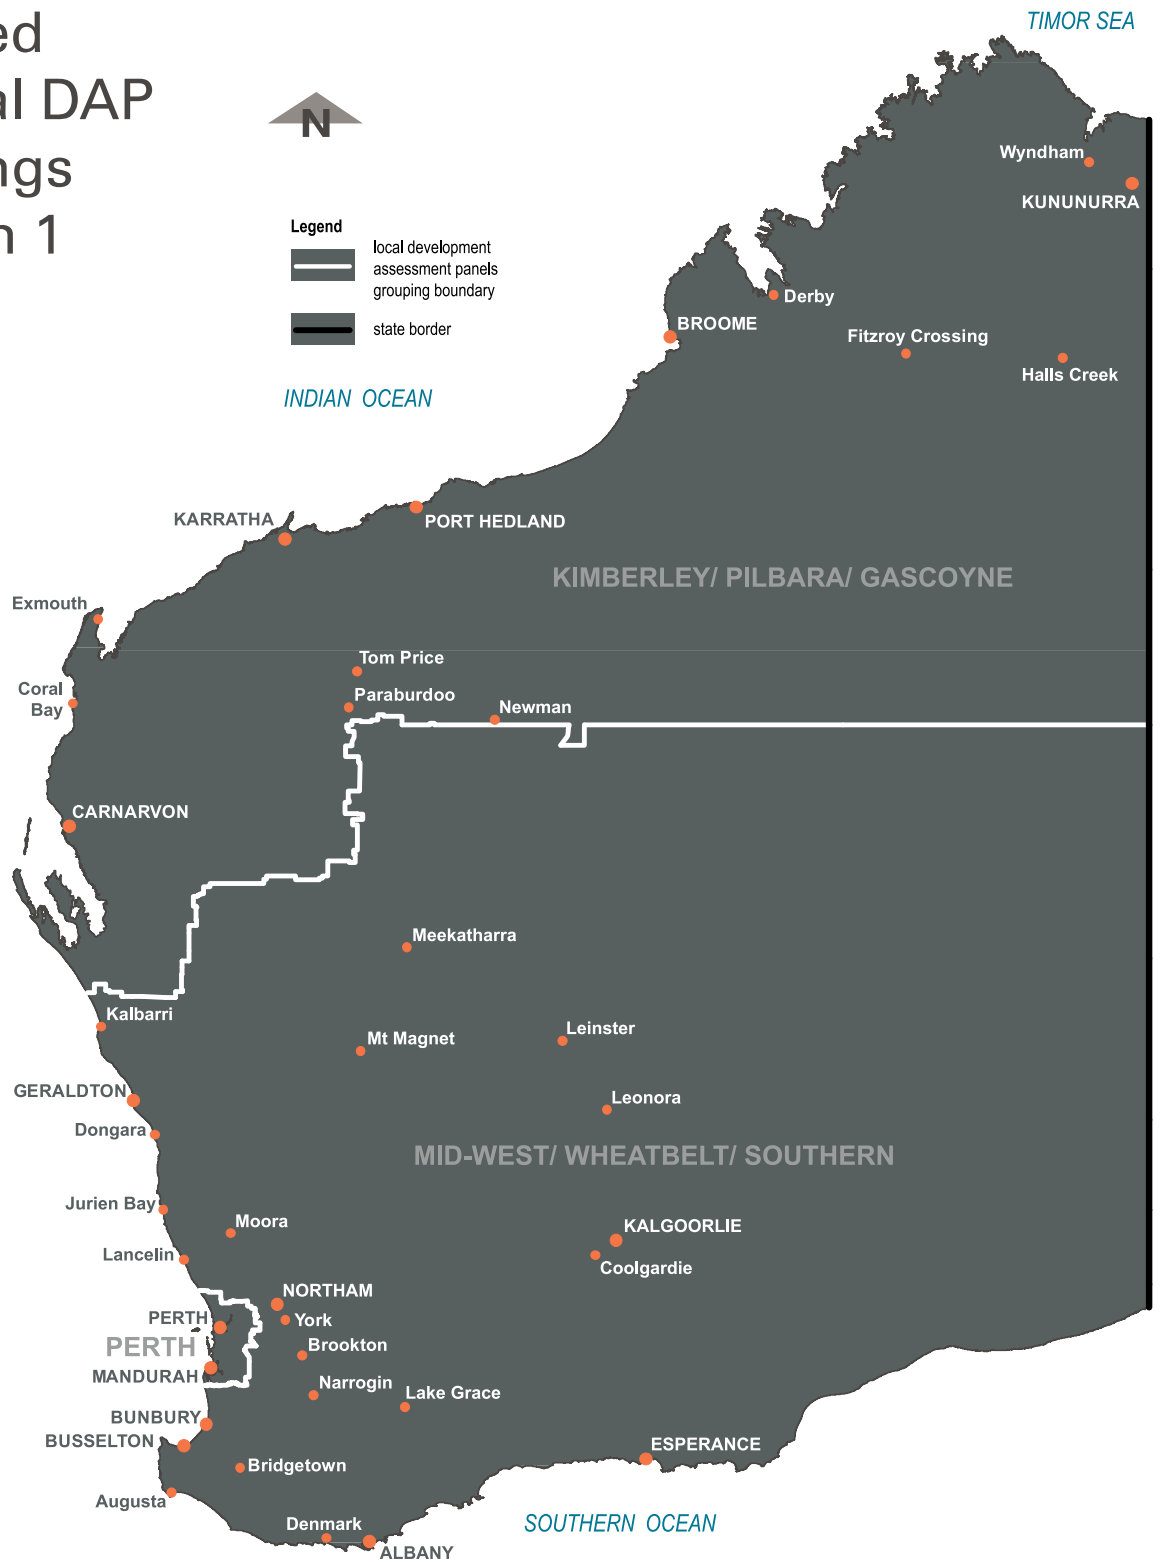 ed
al DAP
ngs
n 1
TIMOR SEA
N
Legend
local development
assessment panels
grouping boundary
state border
INDIAN OCEAN
Wyndham
KUNUNURRA
Derby
BROOME
Fitzroy Crossing
Halls Creek
KARRATHA
PORT HEDLAND
KIMBERLEY/ PILBARA/ GASCOYNE
Exmouth
Tom Price
Coral
Bay
Paraburdoo
Newman
CARNARVON
Meekatharra
Kalbarri
Leinster
Mt Magnet
GERALDTON
Leonora
Dongara
MID-WEST/ WHEATBELT/ SOUTHERN
Jurien Bay
Moora
KALGOORLIE
Lancelin
Coolgardie
NORTHAM
PERTH
York
PERTH
Brookton
MANDURAH
Narrogin
Lake Grace
BUNBURY
BUSSELTON
ESPERANCE
Bridgetown
Augusta
Denmark
SOUTHERN OCEAN
ALBANY